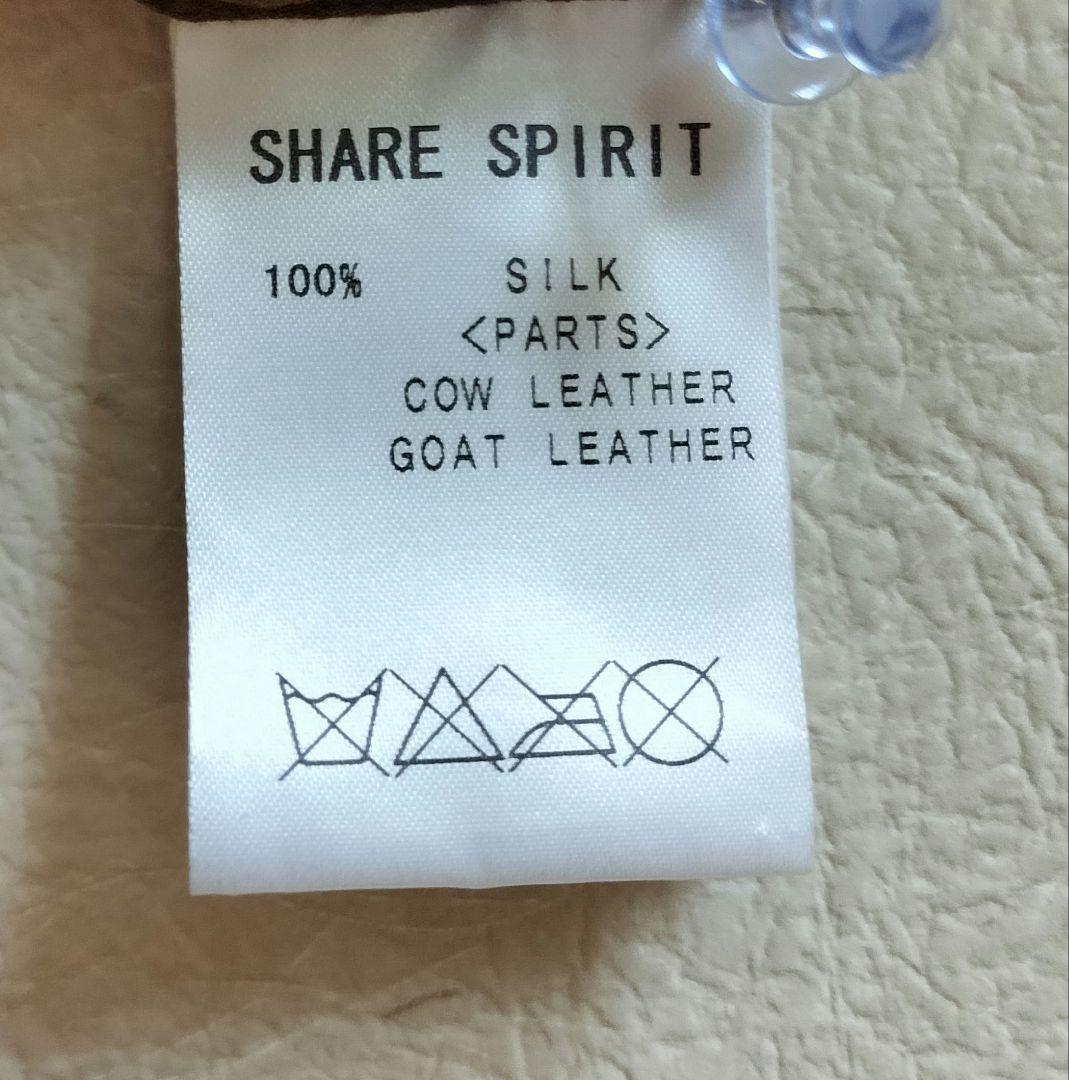 SHARE SPIRIT
100% SILK
<PARTS>
COW LEATHER
GOAT LEATHER